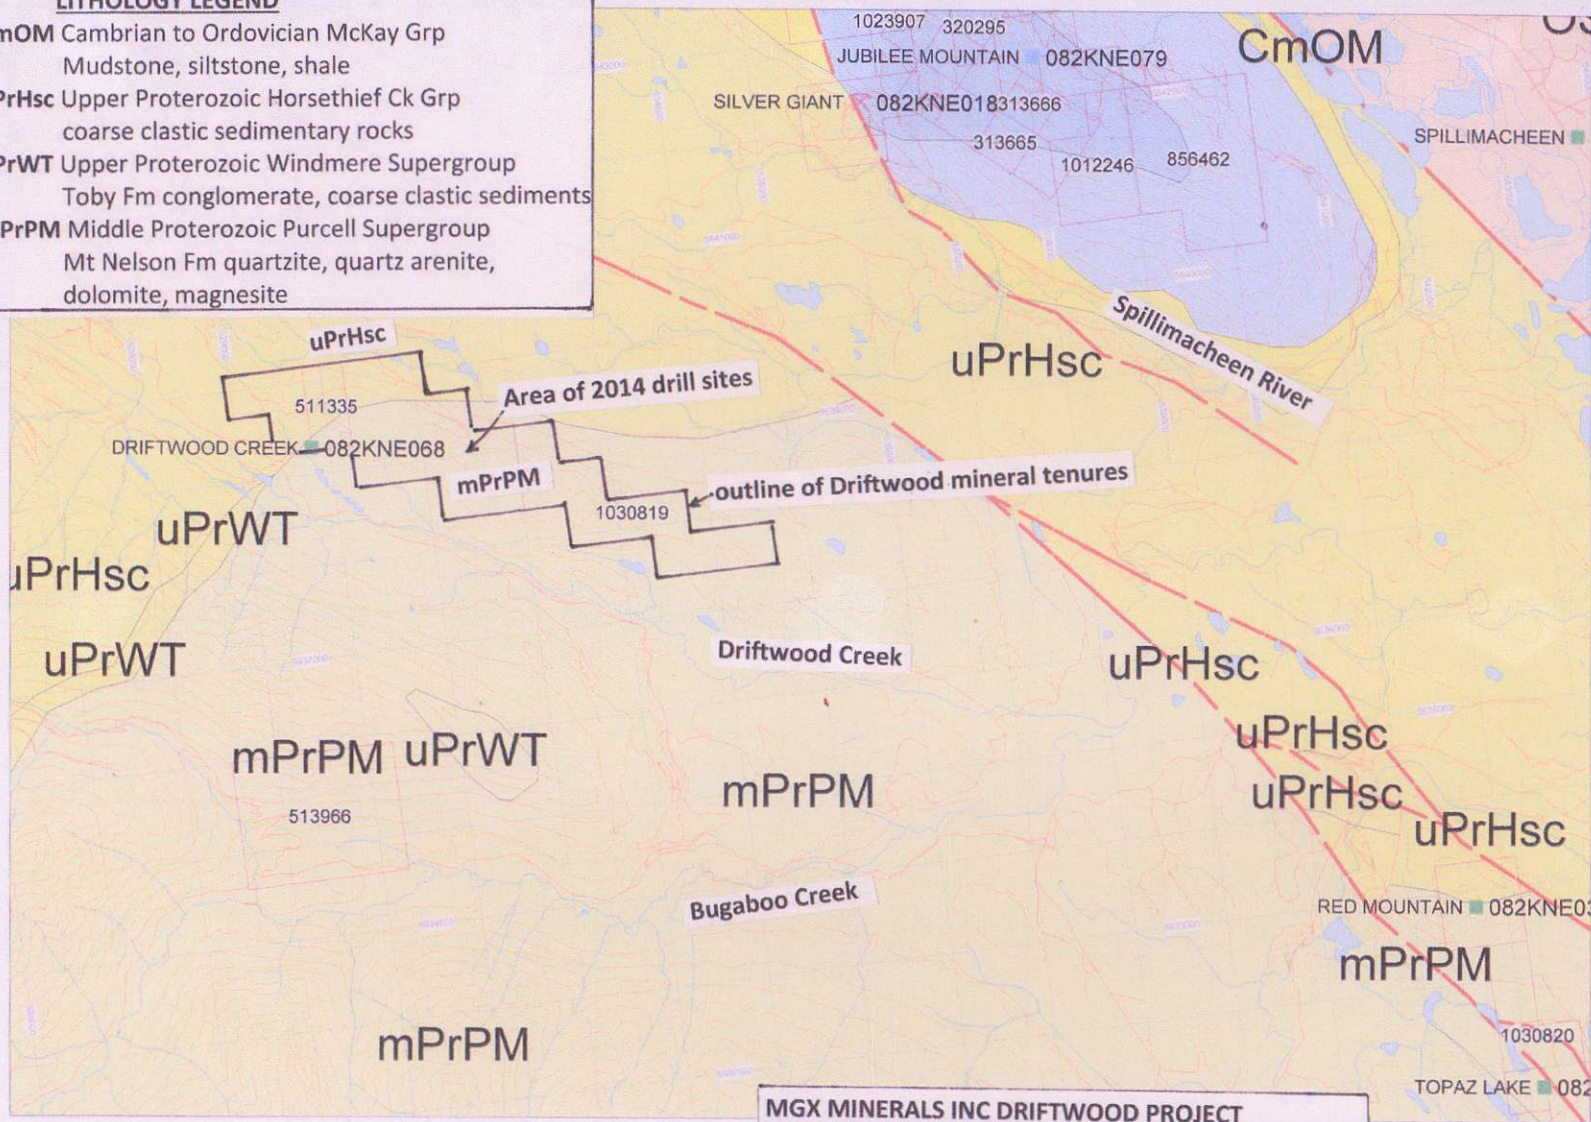 LITHOLOGY LEGEND
mOM Cambrian to Ordovician McKay Grp
Mudstone, siltstone, shale
PrHsc Upper Proterozoic Horsethief Ck Grp
coarse clastic sedimentary rocks
PrWT Upper Proterozoic Windmere Supergroup
Toby Fm conglomerate, coarse clastic sediments
PrPM Middle Proterozoic Purcell Supergroup
Mt Nelson Fm quartzite, quartz arenite,
dolomite, magnesite
1023907 320295
CmOM
JUBILEE MOUNTAIN 082KNE079
SILVER GIANT 082KNE018 313666
SPILLIMACHEEN
313665
1012246 856462
Spillimacheen River
uPrHsc
uPrHsc
511335
Area of 2014 drill sites
DRIFTWOOD CREEK 082KNE068
mPrPM
outline of Driftwood mineral tenures
1030819
uPrWT
uPrHsc
uPrWT
Driftwood Creek
uPrHsc
mPrPM uPrWT
uPrHsc
mPrPM
uPrHsc
513966
uPrHsc
Bugaboo Creek
RED MOUNTAIN 082KNE03
mPrPM
mPrPM
1030820
TOPAZ LAKE 082
MGX MINERALS INC DRIFTWOOD PROJECT